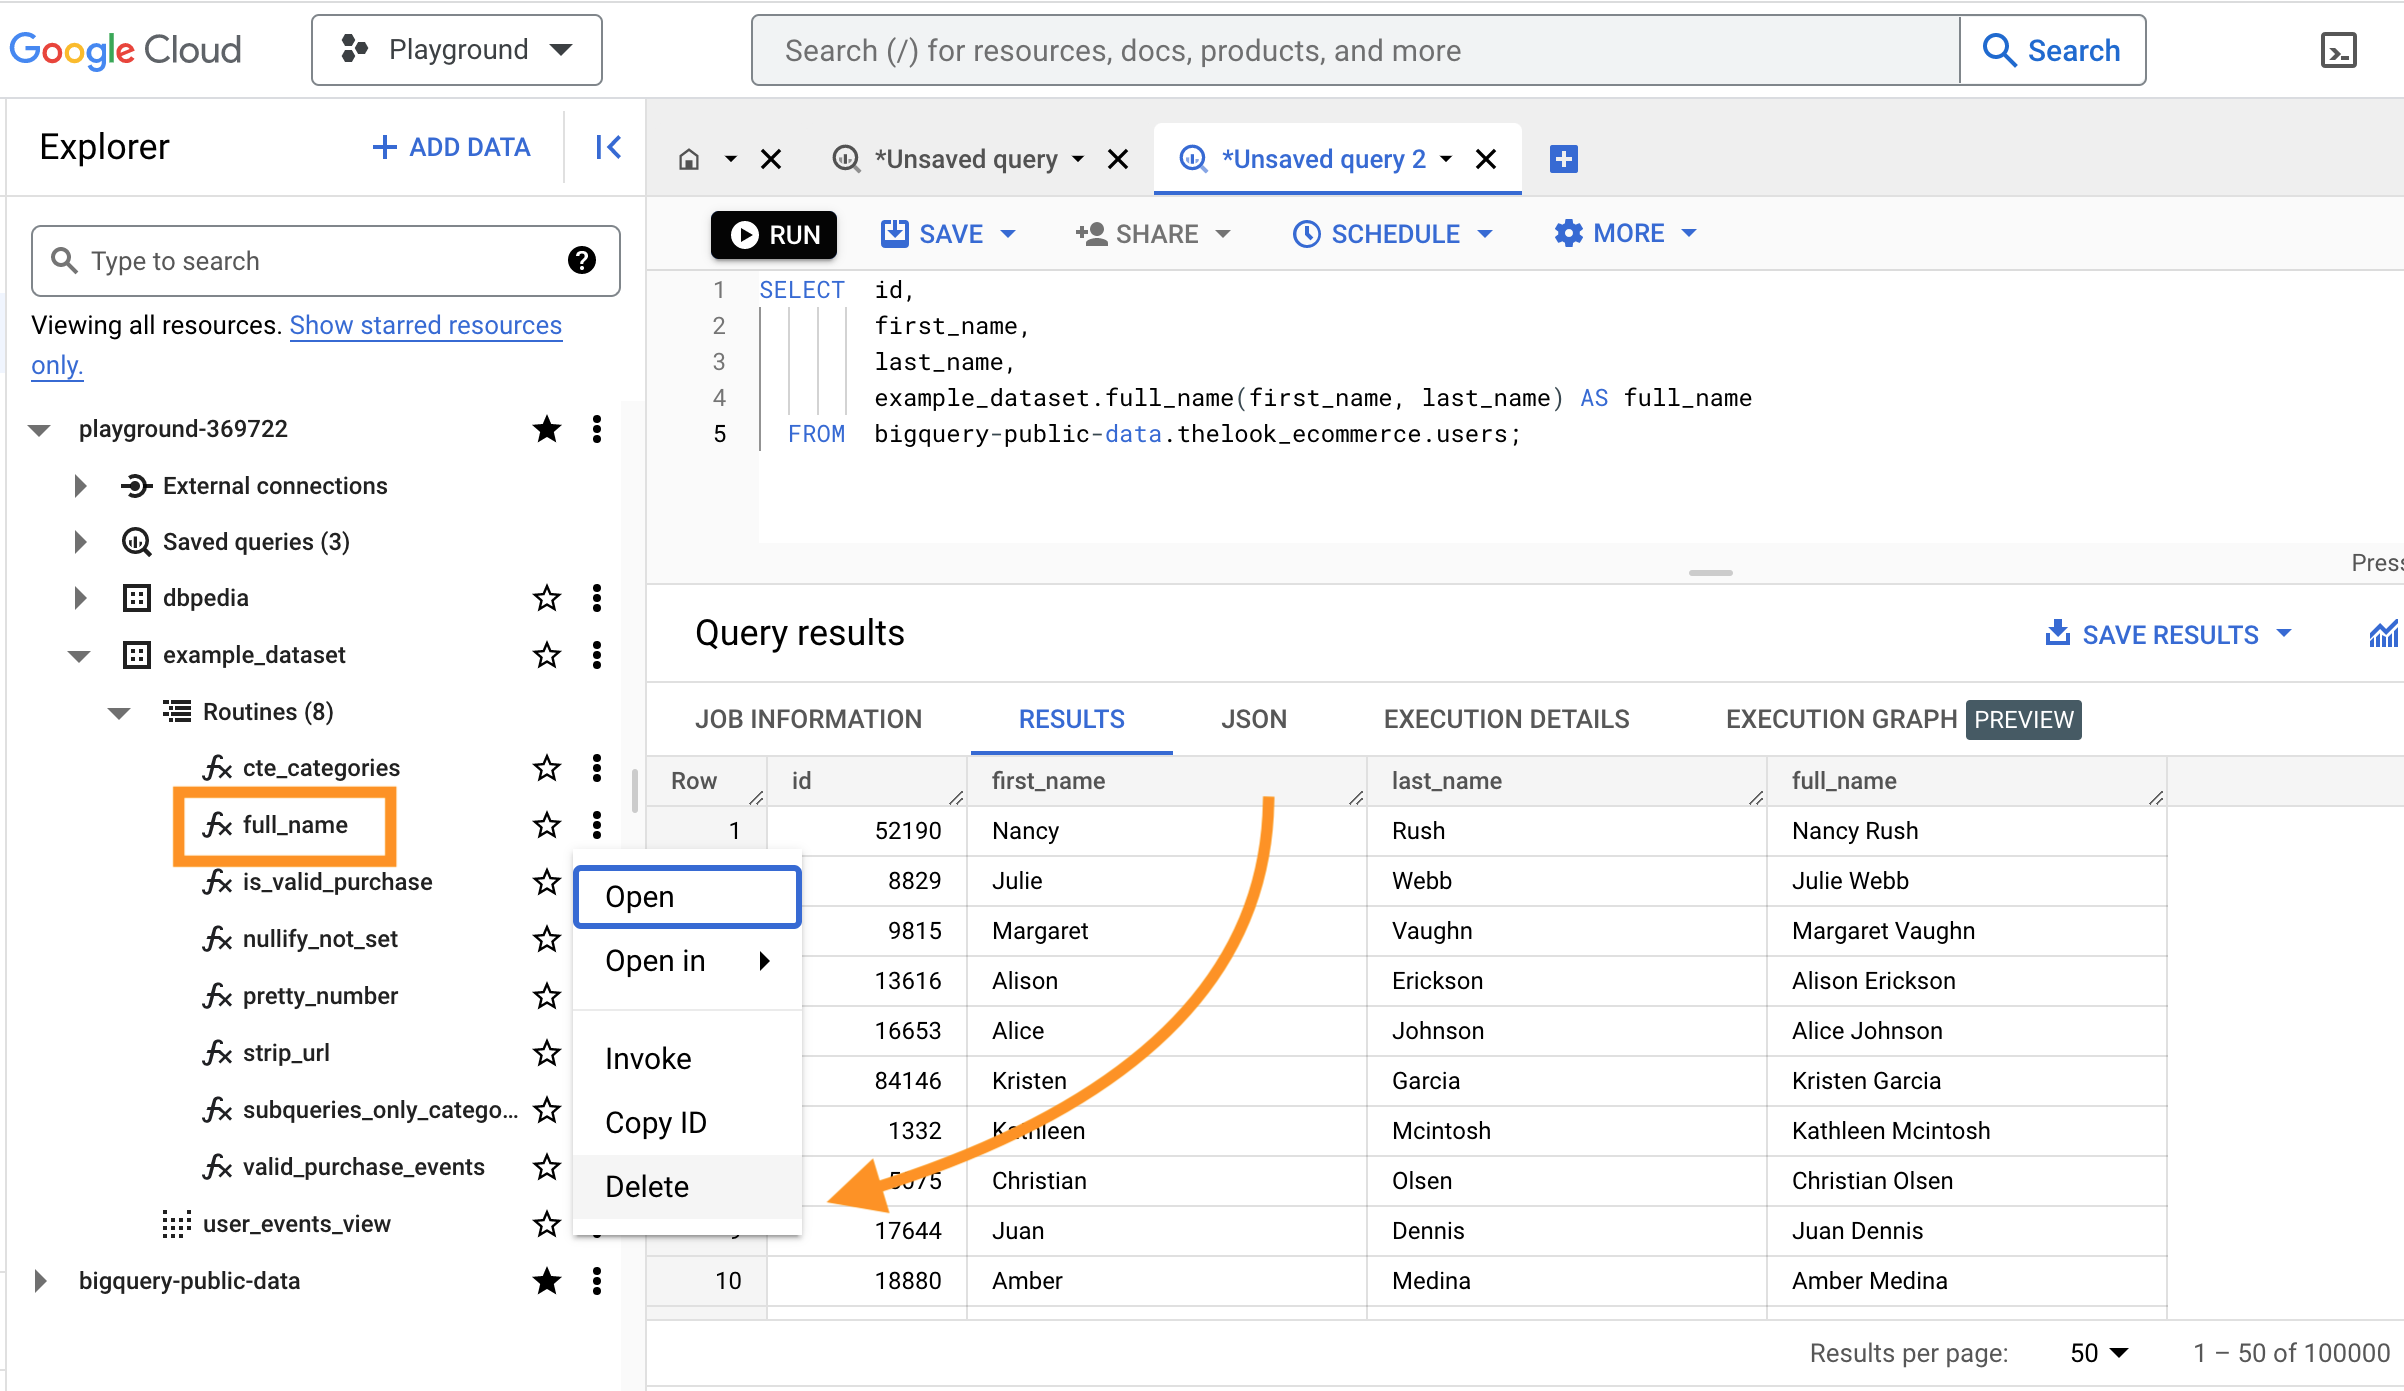 Google Cloud
Playground
Search (/) for resources, docs, products, and more
Search
Explorer
ADD DATA
*Unsaved query
*Unsaved query 2
Type to search
RUN
SAVE
SHARE
SCHEDULE
MORE
Viewing all resources. Show starred resources
only.
1 SELECT id,
2 first_name,
3 last_name,
4 example_dataset.full_name(first_name, last_name) AS full_name
5 FROM bigquery-public-data.thelook_ecommerce.users;
playground-369722
External connections
Saved queries (3)
dbpedia
example_dataset
Routines (8)
cte_categories
full_name
is_valid_purchase
nullify_not_set
pretty_number
strip_url
subqueries_only_catego...
valid_purchase_events
user_events_view
bigquery-public-data
Open
Open in
Invoke
Copy ID
Delete
Press
Query results
SAVE RESULTS
JOB INFORMATION RESULTS JSON EXECUTION DETAILS EXECUTION GRAPH PREVIEW
Row id first_name last_name full_name
1 52190 Nancy Rush Nancy Rush
8829 Julie Webb Julie Webb
9815 Margaret Vaughn Margaret Vaughn
13616 Alison Erickson Alison Erickson
16653 Alice Johnson Alice Johnson
84146 Kristen Garcia Kristen Garcia
1332 Kathleen Mcintosh Kathleen Mcintosh
Christian Olsen Christian Olsen
17644 Juan Dennis Juan Dennis
10 18880 Amber Medina Amber Medina
Results per page: 50 1 – 50 of 100000